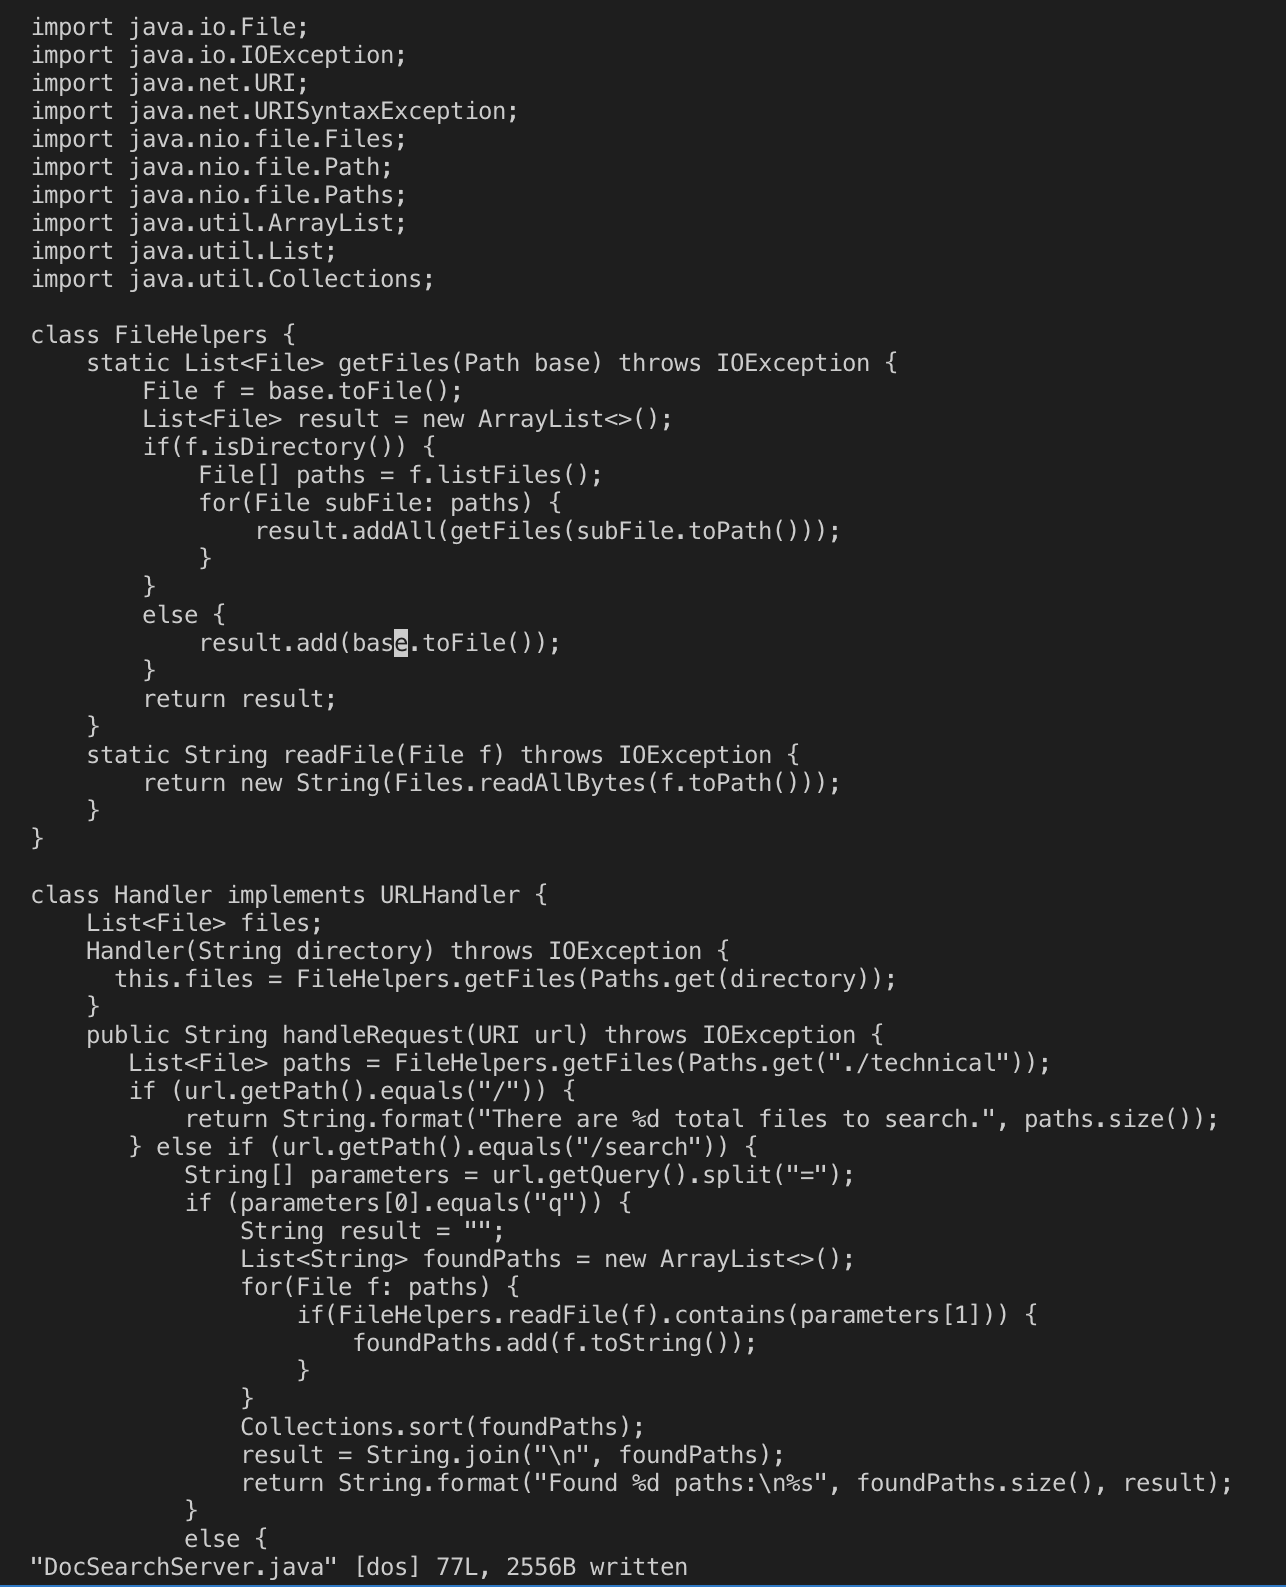 import java.io.File;
import java.io.IOException;
import java.net.URI;
import java.net.URISyntaxException;
import java.nio.file.Files;
import java.nio.file.Path;
import java.nio.file.Paths;
import java.util.ArrayList;
import java.util.List;
import java.util.Collections;

class FileHelpers {
    static List<File> getFiles(Path base) throws IOException {
        File f = base.toFile();
        List<File> result = new ArrayList<>();
        if(f.isDirectory()) {
            File[] paths = f.listFiles();
            for(File subFile: paths) {
                result.addAll(getFiles(subFile.toPath()));
            }
        }
        else {
            result.add(base.toFile());
        }
        return result;
    }
    static String readFile(File f) throws IOException {
        return new String(Files.readAllBytes(f.toPath()));
    }
}

class Handler implements URLHandler {
    List<File> files;
    Handler(String directory) throws IOException {
      this.files = FileHelpers.getFiles(Paths.get(directory));
    }
    public String handleRequest(URI url) throws IOException {
       List<File> paths = FileHelpers.getFiles(Paths.get("./technical"));
       if (url.getPath().equals("/")) {
           return String.format("There are %d total files to search.", paths.size());
       } else if (url.getPath().equals("/search")) {
           String[] parameters = url.getQuery().split("=");
           if (parameters[0].equals("q")) {
               String result = "";
               List<String> foundPaths = new ArrayList<>();
               for(File f: paths) {
                   if(FileHelpers.readFile(f).contains(parameters[1])) {
                       foundPaths.add(f.toString());
                   }
               }
               Collections.sort(foundPaths);
               result = String.join("\n", foundPaths);
               return String.format("Found %d paths:\n%s", foundPaths.size(), result);
           }
           else {
"DocSearchServer.java" [dos] 77L, 2556B written